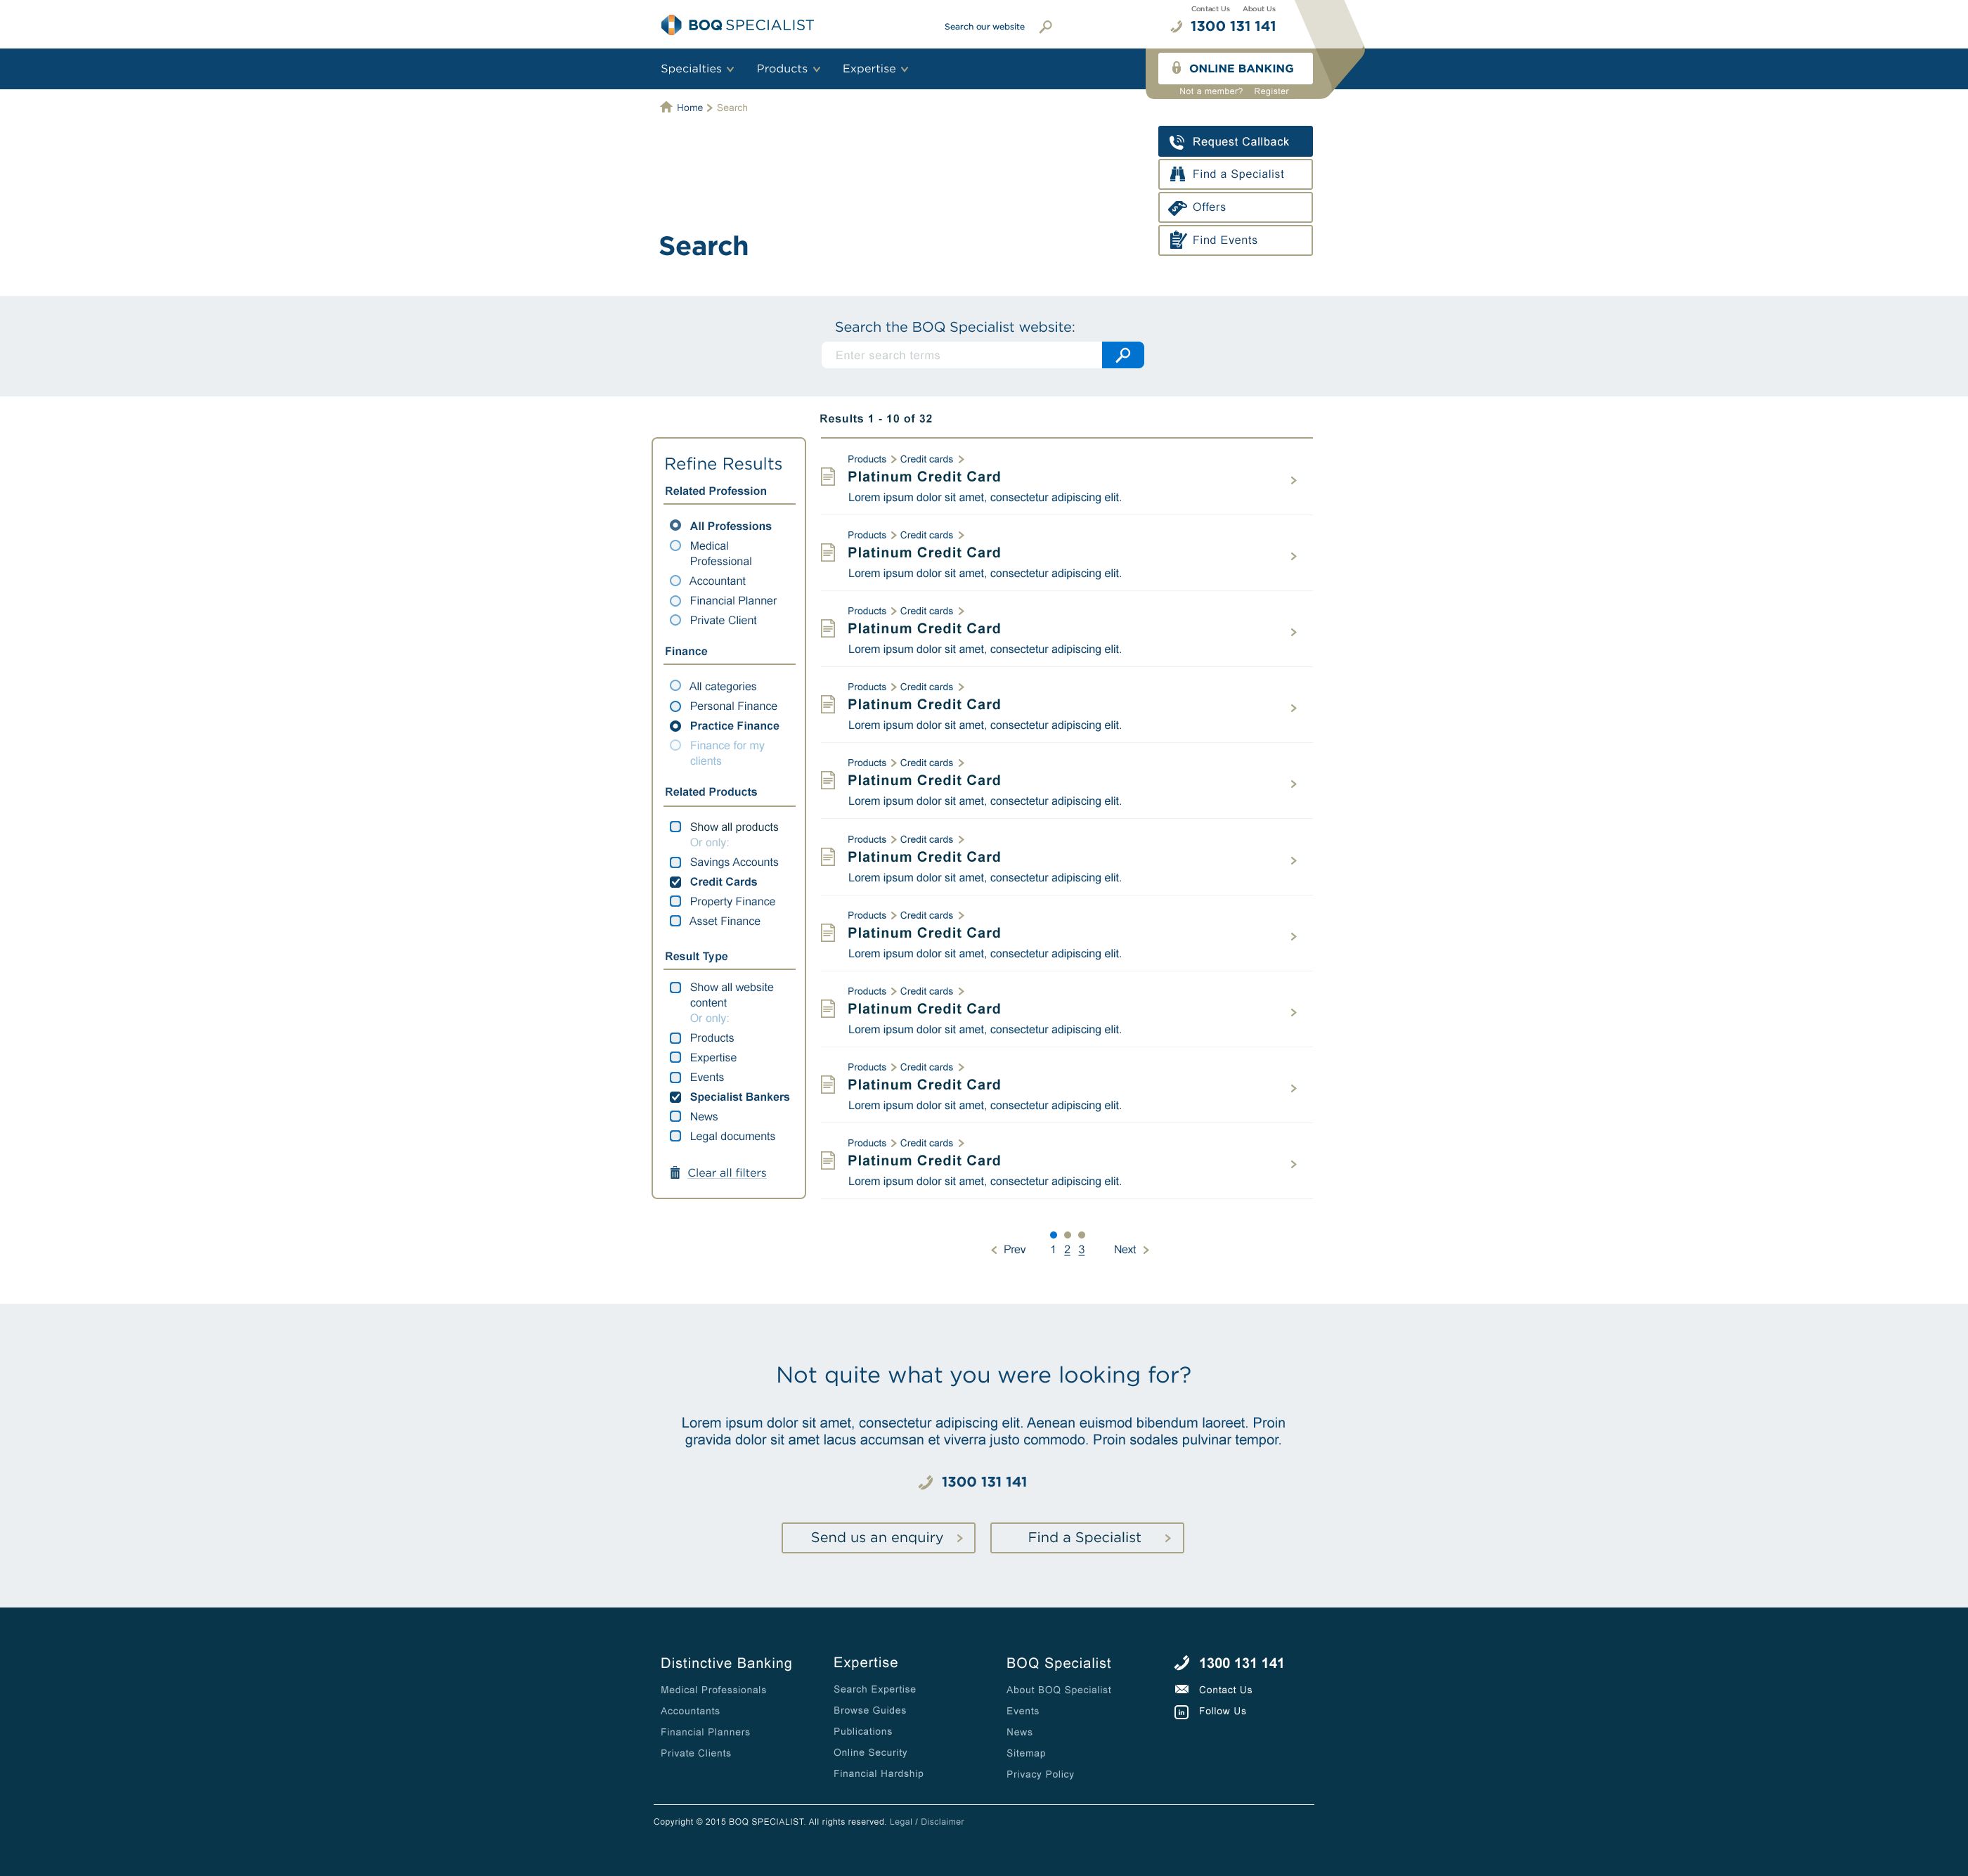 BOQ SPECIALIST
Search our website
Contact Us About Us
1300 131 141
Specialties Products Expertise
ONLINE BANKING
Not a member? Register
Home > Search
Request Callback
Find a Specialist
Offers
Find Events
Search
Search the BOQ Specialist website:
Enter search terms
Results 1 - 10 of 32
Refine Results
Related Profession
All Professions
Medical
Professional
Accountant
Financial Planner
Private Client
Finance
All categories
Personal Finance
Practice Finance
Finance for my
clients
Related Products
Show all products
Or only:
Savings Accounts
Credit Cards
Property Finance
Asset Finance
Result Type
Show all website
content
Or only:
Products
Expertise
Events
Specialist Bankers
News
Legal documents
Clear all filters
Products > Credit cards >
Platinum Credit Card
Lorem ipsum dolor sit amet, consectetur adipiscing elit.
Products > Credit cards >
Platinum Credit Card
Lorem ipsum dolor sit amet, consectetur adipiscing elit.
Products > Credit cards >
Platinum Credit Card
Lorem ipsum dolor sit amet, consectetur adipiscing elit.
Products > Credit cards >
Platinum Credit Card
Lorem ipsum dolor sit amet, consectetur adipiscing elit.
Products > Credit cards >
Platinum Credit Card
Lorem ipsum dolor sit amet, consectetur adipiscing elit.
Products > Credit cards >
Platinum Credit Card
Lorem ipsum dolor sit amet, consectetur adipiscing elit.
Products > Credit cards >
Platinum Credit Card
Lorem ipsum dolor sit amet, consectetur adipiscing elit.
Products > Credit cards >
Platinum Credit Card
Lorem ipsum dolor sit amet, consectetur adipiscing elit.
Products > Credit cards >
Platinum Credit Card
Lorem ipsum dolor sit amet, consectetur adipiscing elit.
Products > Credit cards >
Platinum Credit Card
Lorem ipsum dolor sit amet, consectetur adipiscing elit.
< Prev 1 2 3 Next >
Not quite what you were looking for?
Lorem ipsum dolor sit amet, consectetur adipiscing elit. Aenean euismod bibendum laoreet. Proin
gravida dolor sit amet lacus accumsan et viverra justo commodo. Proin sodales pulvinar tempor.
1300 131 141
Send us an enquiry >
Find a Specialist >
Distinctive Banking
Medical Professionals
Accountants
Financial Planners
Private Clients
Expertise
Search Expertise
Browse Guides
Publications
Online Security
Financial Hardship
BOQ Specialist
About BOQ Specialist
Events
News
Sitemap
Privacy Policy
1300 131 141
Contact Us
in Follow Us
Copyright © 2015 BOQ SPECIALIST. All rights reserved. Legal / Disclaimer